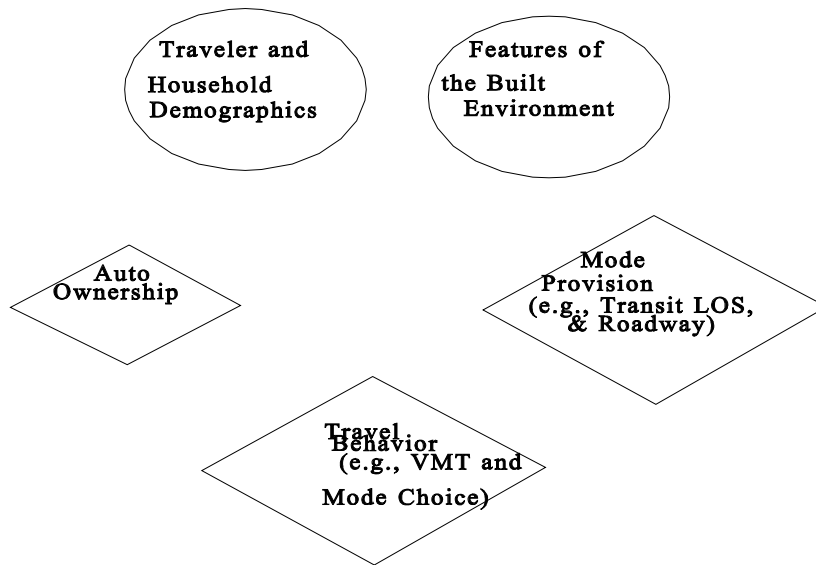 Traveler and
Household
Demographics
Features of
the Built
Environment
Auto
Ownership
Mode
Provision
(e.g., Transit LOS,
& Roadway)
Travel
Behavior
(e.g., VMT and
Mode Choice)